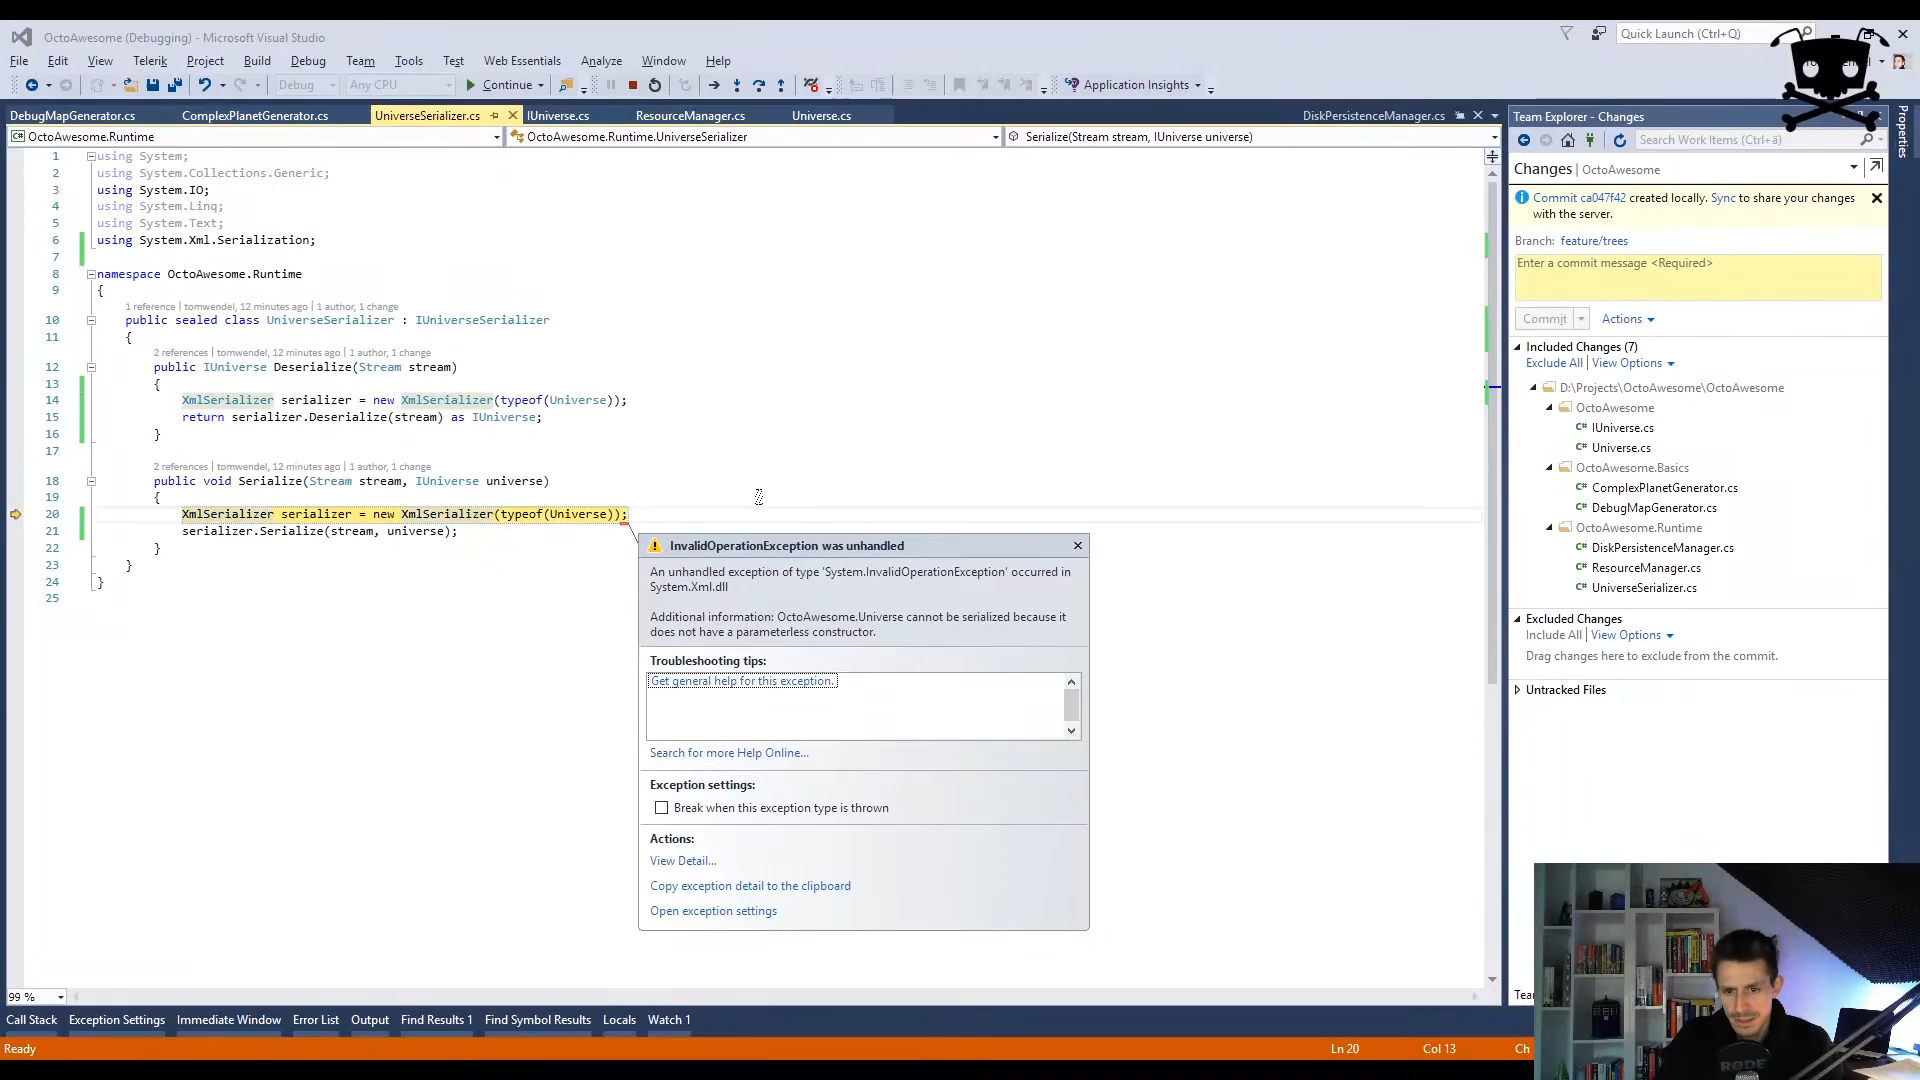 OctoAwesome (Debugging) - Microsoft Visual Studio
Quick Launch (Ctrl+Q)
File Edit View Telerik Project Build Debug Team Tools Test Web Essentials Analyze Window Help
Debug Any CPU Continue Application Insights
DebugMapGenerator.cs ComplexPlanetGenerator.cs UniverseSerializer.cs IUniverse.cs ResourceManager.cs Universe.cs DiskPersistenceManager.cs
OctoAwesome.Runtime OctoAwesome.Runtime.UniverseSerializer Serialize(Stream stream, IUniverse universe)
1 using System;
2 using System.Collections.Generic;
3 using System.IO;
4 using System.Linq;
5 using System.Text;
6 using System.Xml.Serialization;
7
8 namespace OctoAwesome.Runtime
9 {
1 reference | tomwendel, 12 minutes ago | 1 author, 1 change
10 public sealed class UniverseSerializer : IUniverseSerializer
11 {
2 references | tomwendel, 12 minutes ago | 1 author, 1 change
12 public IUniverse Deserialize(Stream stream)
13 {
14 XmlSerializer serializer = new XmlSerializer(typeof(Universe));
15 return serializer.Deserialize(stream) as IUniverse;
16 }
17
2 references | tomwendel, 12 minutes ago | 1 author, 1 change
18 public void Serialize(Stream stream, IUniverse universe)
19 {
20 XmlSerializer serializer = new XmlSerializer(typeof(Universe));
21 serializer.Serialize(stream, universe);
22 }
23 }
24 }
25
InvalidOperationException was unhandled
An unhandled exception of type 'System.InvalidOperationException' occurred in
System.Xml.dll
Additional information: OctoAwesome.Universe cannot be serialized because it
does not have a parameterless constructor.
Troubleshooting tips:
Get general help for this exception.
Search for more Help Online...
Exception settings:
Break when this exception type is thrown
Actions:
View Detail...
Copy exception detail to the clipboard
Open exception settings
Team Explorer - Changes
Search Work Items (Ctrl+ä)
Changes | OctoAwesome
Commit ca047f42 created locally. Sync to share your changes
with the server.
Branch: feature/trees
Enter a commit message <Required>
Commit Actions
Included Changes (7)
Exclude All | View Options
D:\Projects\OctoAwesome\OctoAwesome
OctoAwesome
IUniverse.cs
Universe.cs
OctoAwesome.Basics
ComplexPlanetGenerator.cs
DebugMapGenerator.cs
OctoAwesome.Runtime
DiskPersistenceManager.cs
ResourceManager.cs
UniverseSerializer.cs
Excluded Changes
Include All | View Options
Drag changes here to exclude from the commit.
Untracked Files
Properties
99 %
Call Stack Exception Settings Immediate Window Error List Output Find Results 1 Find Symbol Results Locals Watch 1
Ready Ln 20 Col 13 Ch
RODE